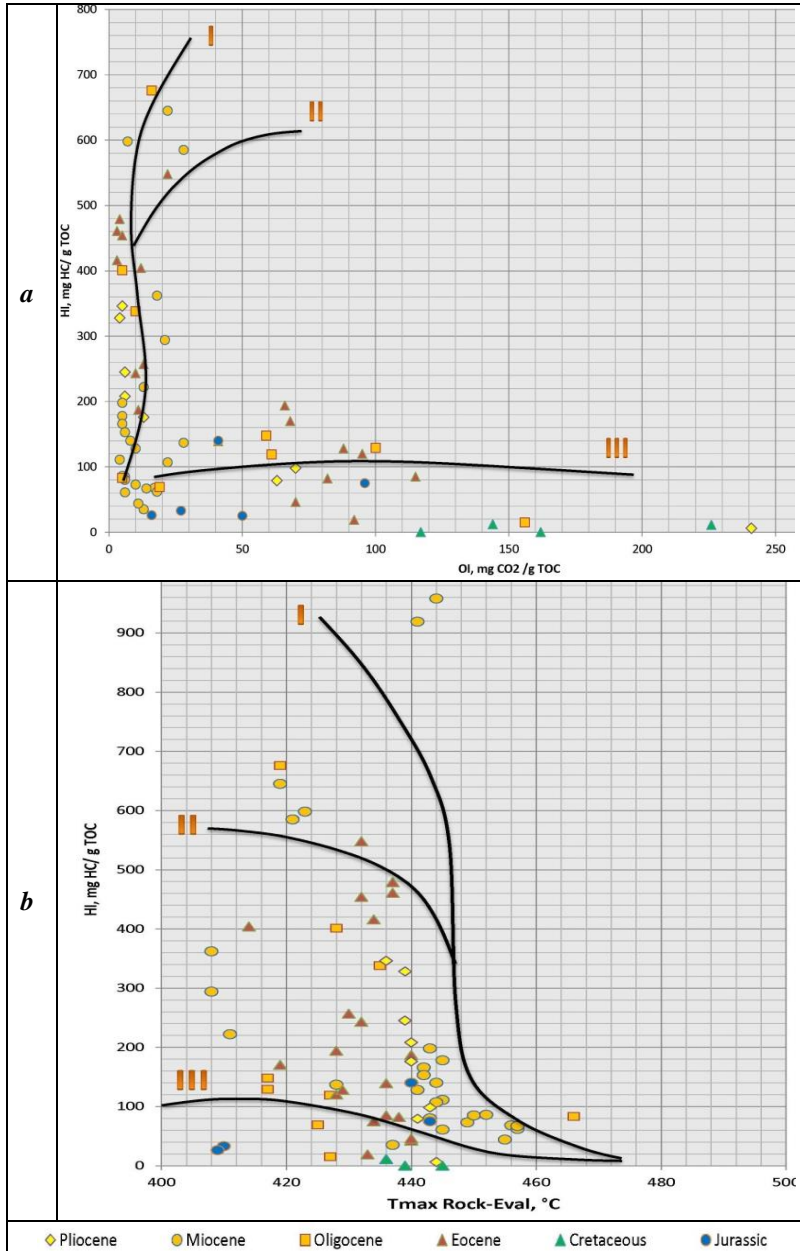 800
700
600
500
400
300
200
100
0
HI, mg HC/ g TOC
I
II
III
a
0
50
100
150
200
250
OI, mg CO2 /g TOC
900
800
700
600
500
400
300
200
100
0
HI, mg HC/ g TOC
I
II
III
b
400
420
440
460
480
500
Tmax Rock-Eval, °C
Pliocene Miocene Oligocene Eocene Cretaceous Jurassic